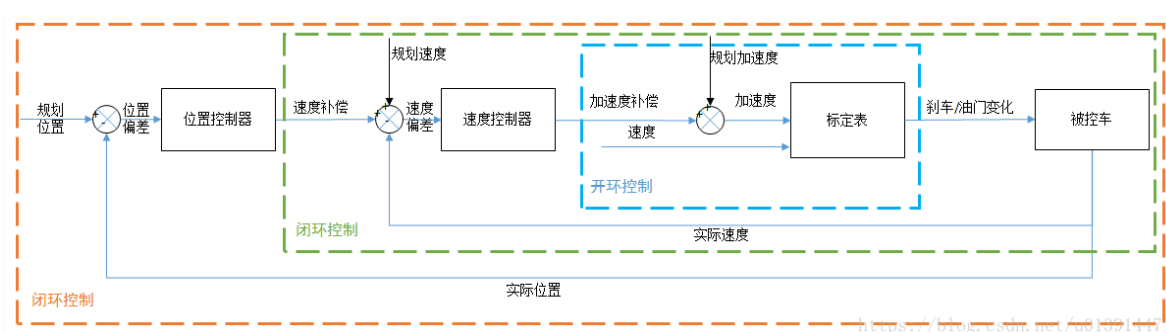 规划速度
规划加速度
规划
位置
位置
偏差
位置控制器
速度补偿
速度
偏差
速度控制器
加速度补偿
加速度
速度
标定表
刹车/油门变化
被控车
开环控制
闭环控制
实际速度
实际位置
闭环控制